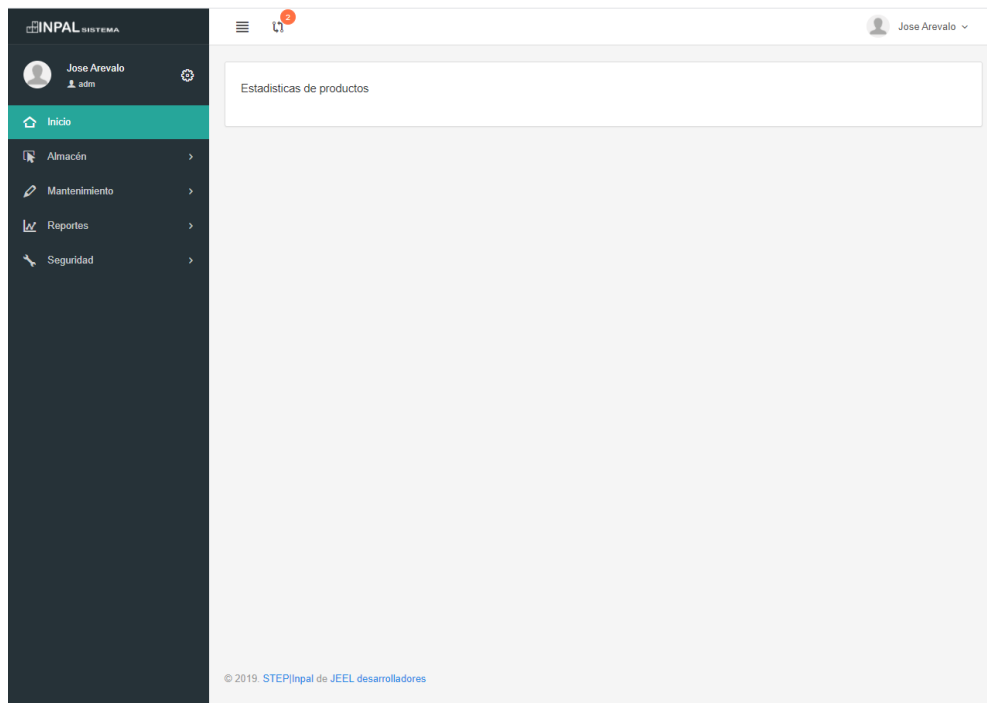 INPAL SISTEMA
2
Jose Arevalo
Jose Arevalo
adm
Estadisticas de productos
Inicio
Almacén
Mantenimiento
Reportes
Seguridad
© 2019. STEP|Inpal de JEEL desarrolladores